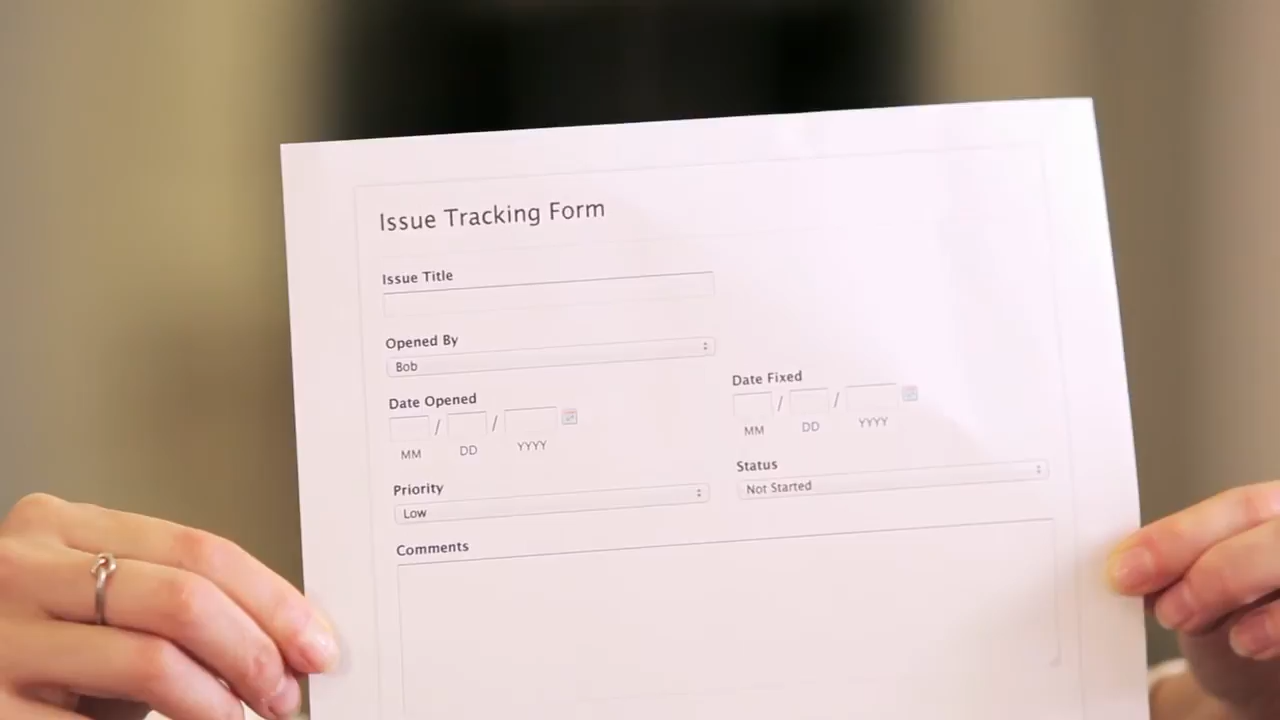 Issue Tracking Form
Issue Title
Opened By
Bob
Date Opened
/ /
MM DD YYYY
Date Fixed
/ /
MM DD YYYY
Priority
Low
Status
Not Started
Comments